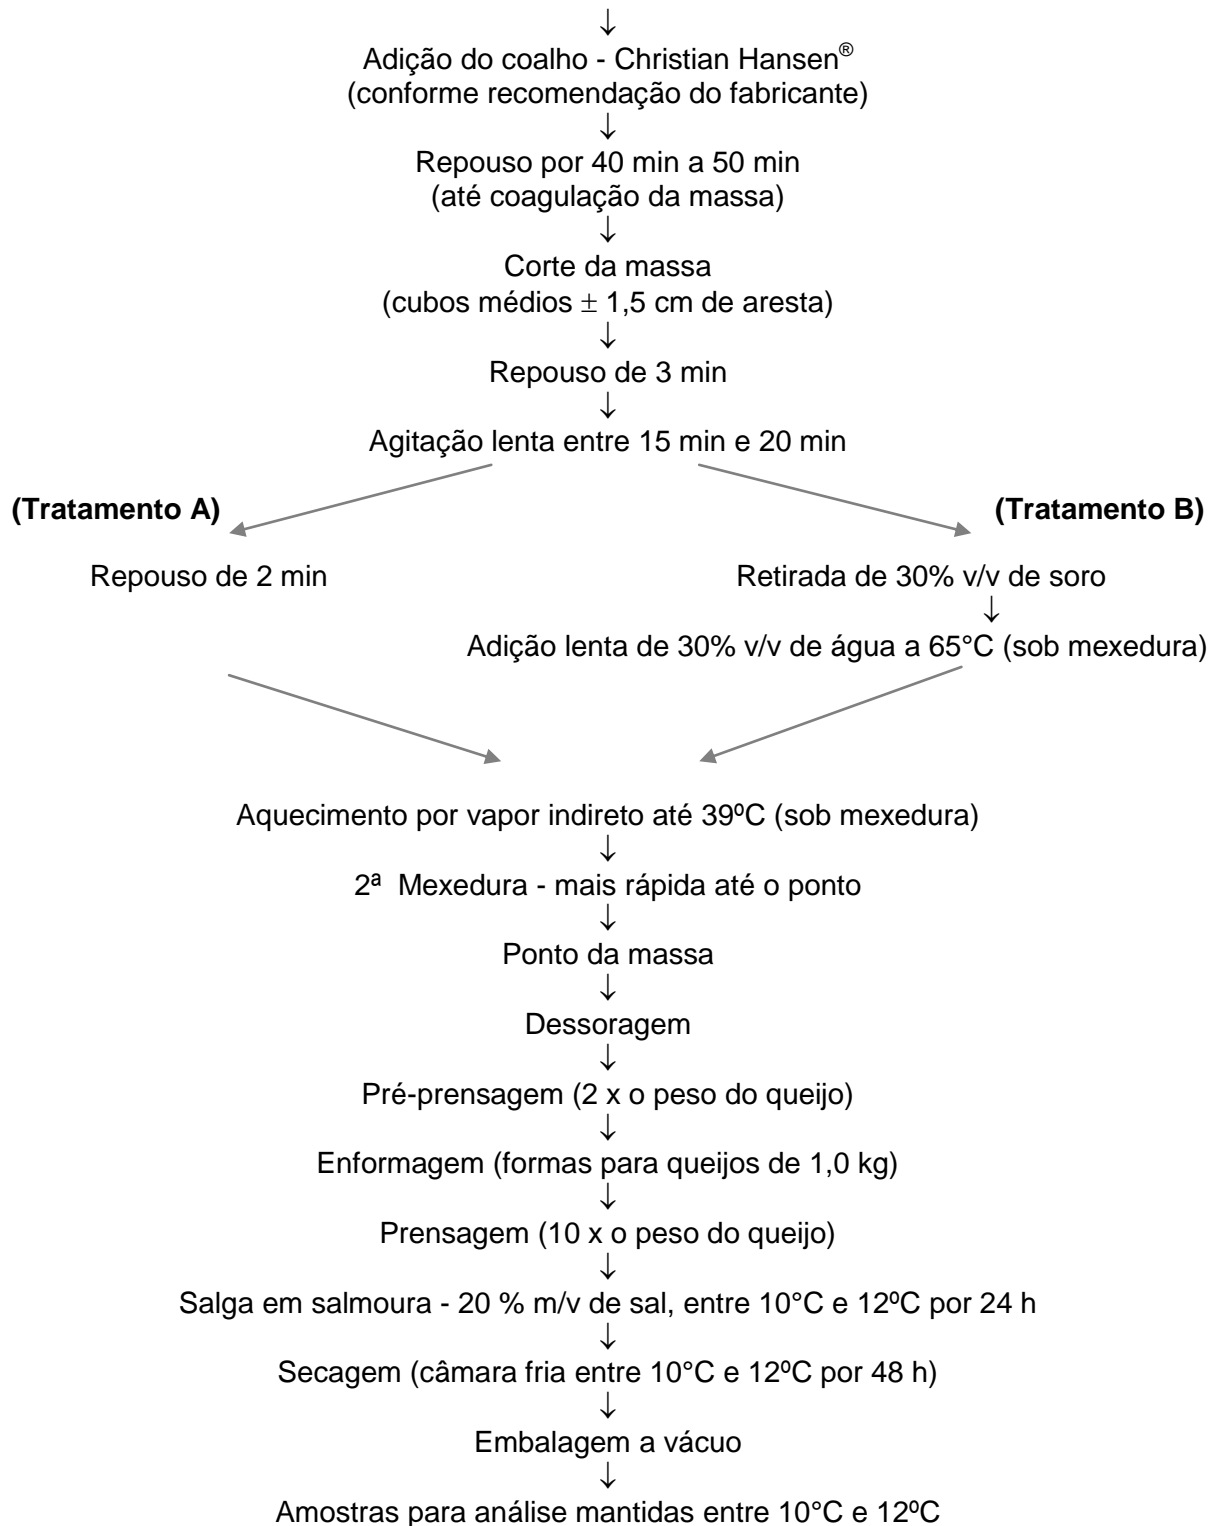 ↓
Adição do coalho - Christian Hansen®
(conforme recomendação do fabricante)
↓
Repouso por 40 min a 50 min
(até coagulação da massa)
↓
Corte da massa
(cubos médios ± 1,5 cm de aresta)
↓
Repouso de 3 min
↓
Agitação lenta entre 15 min e 20 min
(Tratamento A) (Tratamento B)
Repouso de 2 min Retirada de 30% v/v de soro
↓
Adição lenta de 30% v/v de água a 65°C (sob mexedura)
Aquecimento por vapor indireto até 39ºC (sob mexedura)
↓
2ª Mexedura - mais rápida até o ponto
↓
Ponto da massa
↓
Dessoragem
↓
Pré-prensagem (2 x o peso do queijo)
↓
Enformagem (formas para queijos de 1,0 kg)
↓
Prensagem (10 x o peso do queijo)
↓
Salga em salmoura - 20 % m/v de sal, entre 10°C e 12ºC por 24 h
↓
Secagem (câmara fria entre 10°C e 12ºC por 48 h)
↓
Embalagem a vácuo
↓
Amostras para análise mantidas entre 10°C e 12ºC